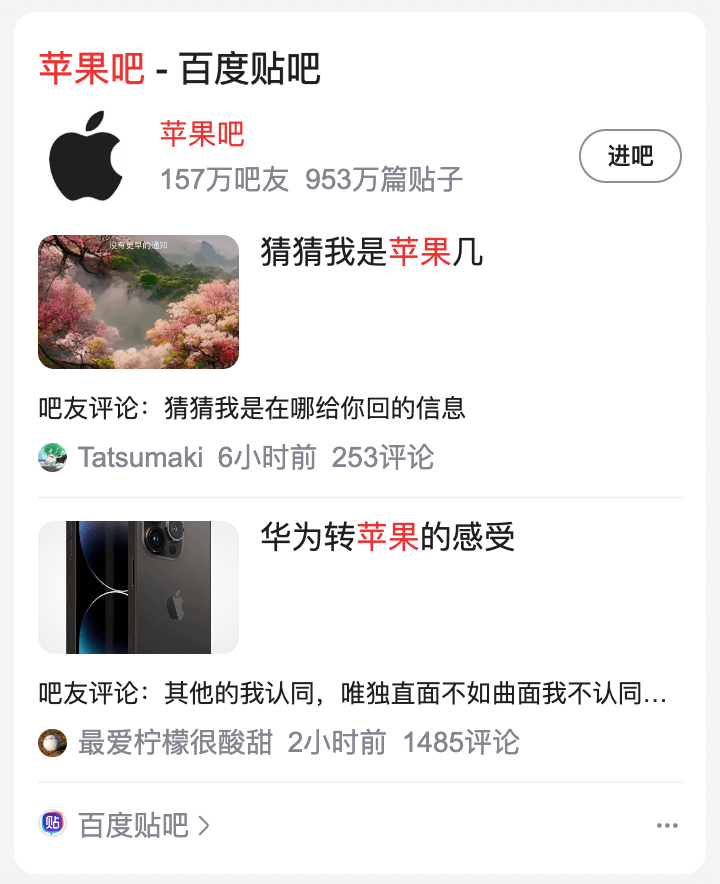 苹果吧 - 百度贴吧
苹果吧
157万吧友 953万篇贴子
进吧
没有更早的通知
猜猜我是苹果几
吧友评论：猜猜我是在哪给你回的信息
Tatsumaki 6小时前 253评论
华为转苹果的感受
吧友评论：其他的我认同，唯独直面不如曲面我不认同…
最爱柠檬很酸甜 2小时前 1485评论
贴
百度贴吧